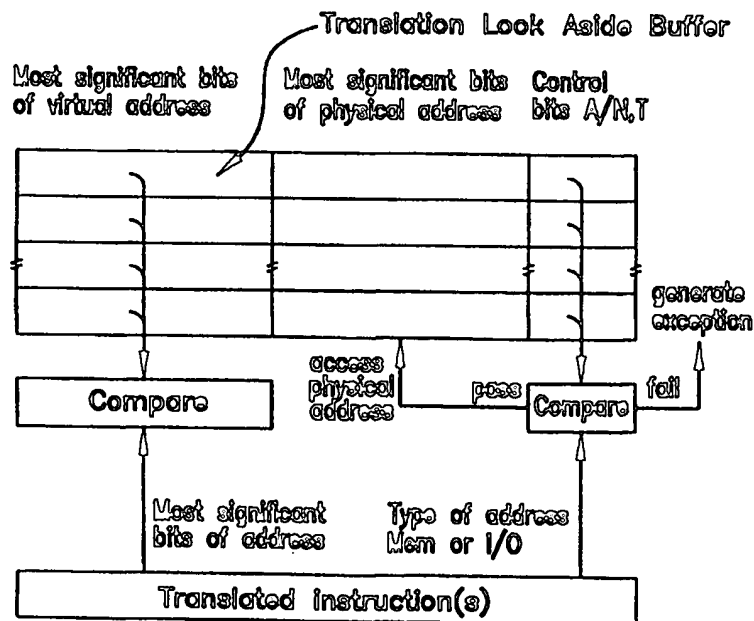 Translation Look Aside Buffer
Most significant bits
of virtual address
Most significant bits
of physical address
Control
bits A/N,T
generate
exception
access
physical
address
pass
fail
Compare
Compare
Most significant
bits of address
Type of address
Mem or I/O
Translated instruction(s)